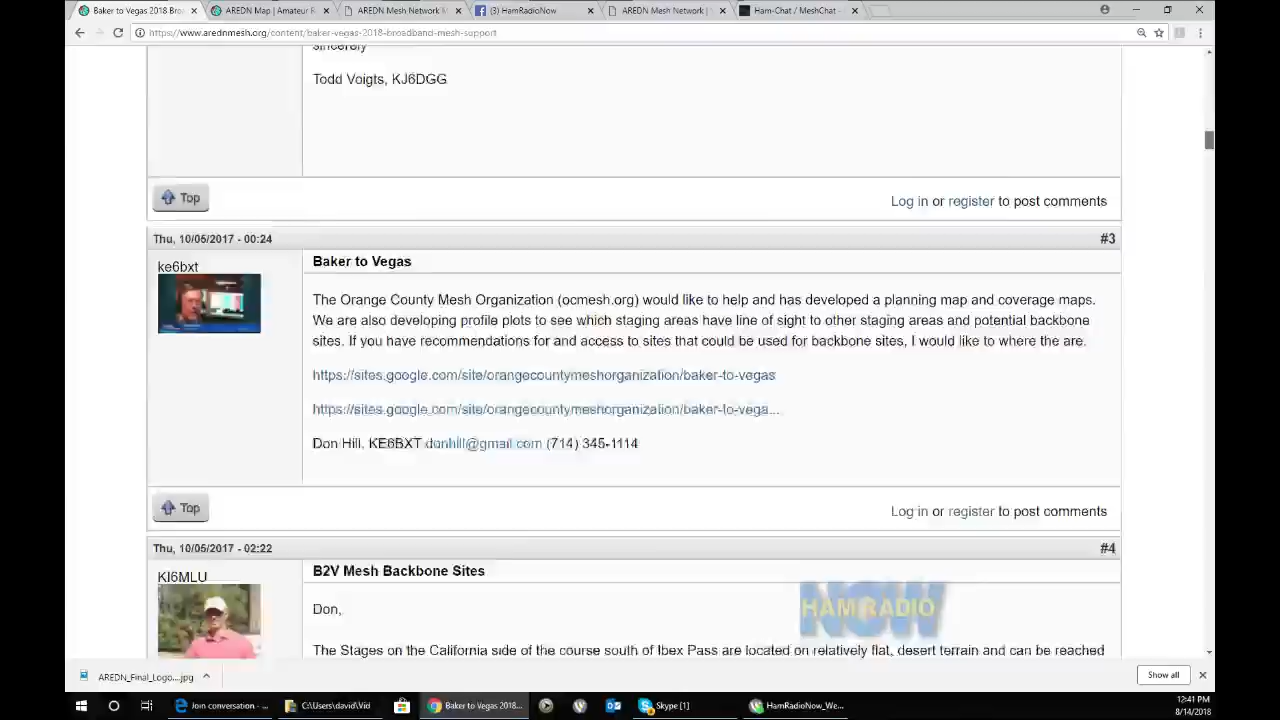 Baker to Vegas 2018 Bro
AREDN Map | Amateur R
AREDN Mesh Network M
(3) HamRadioNow
AREDN Mesh Network |
Ham-Chat / MeshChat -
https://www.arednmesh.org/content/baker-vegas-2018-broadband-mesh-support
sincerely
Todd Voigts, KJ6DGG
Top
Log in or register to post comments
Thu, 10/05/2017 - 00:24
#3
ke6bxt
Baker to Vegas
The Orange County Mesh Organization (ocmesh.org) would like to help and has developed a planning map and coverage maps.
We are also developing profile plots to see which staging areas have line of sight to other staging areas and potential backbone
sites. If you have recommendations for and access to sites that could be used for backbone sites, I would like to where the are.
https://sites.google.com/site/orangecountymeshorganization/baker-to-vegas
https://sites.google.com/site/orangecountymeshorganization/baker-to-vega...
Don Hill, KE6BXT donhill@gmail.com (714) 345-1114
Top
Log in or register to post comments
Thu, 10/05/2017 - 02:22
#4
KI6MLU
B2V Mesh Backbone Sites
Don,
The Stages on the California side of the course south of Ibex Pass are located on relatively flat, desert terrain and can be reached
HAM RADIO
NOW
AREDN_Final_Logo....jpg
Show all
Join conversation - ...
C:\Users\david\Vid
Baker to Vegas 2018...
Skype [1]
HamRadioNow_We...
12:41 PM
8/14/2018